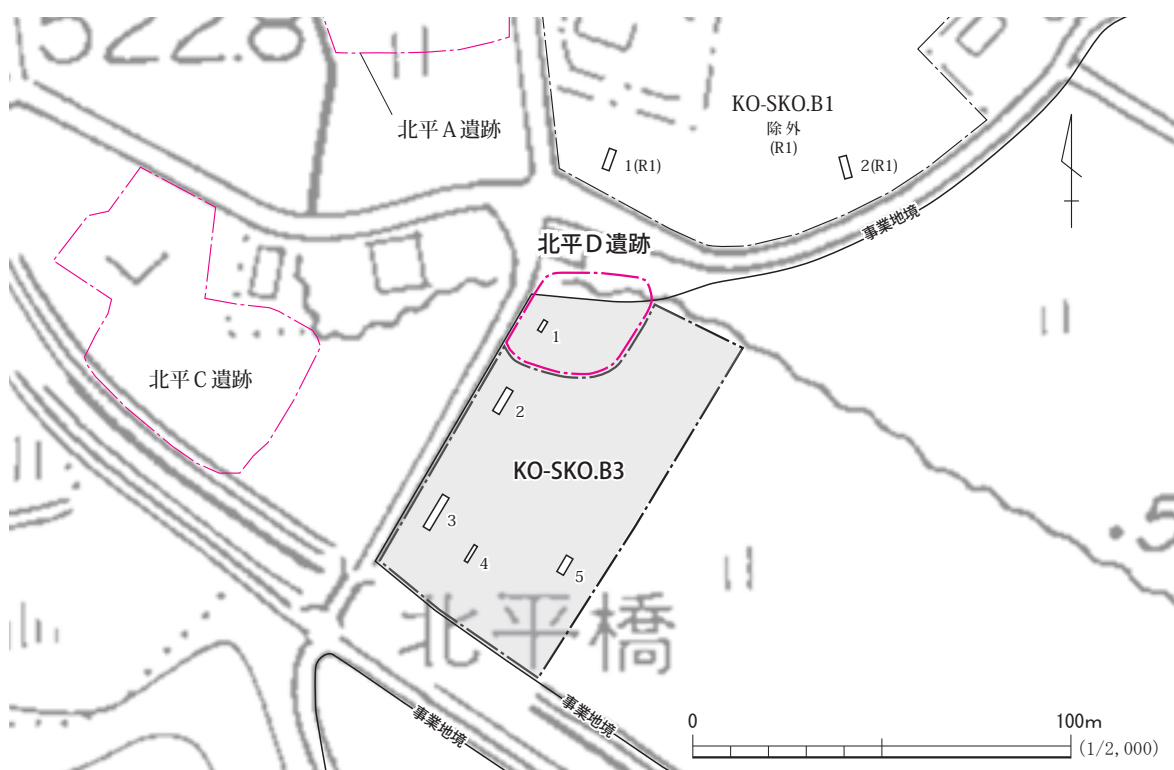 522.8
北平A遺跡
KO-SKO.B1
除外
(R1)
1(R1)
2(R1)
事業地境
北平D遺跡
1
北平C遺跡
2
KO-SKO.B3
3
4
5
.5
北平橋
事業地境
事業地境
0
100m
(1/2,000)